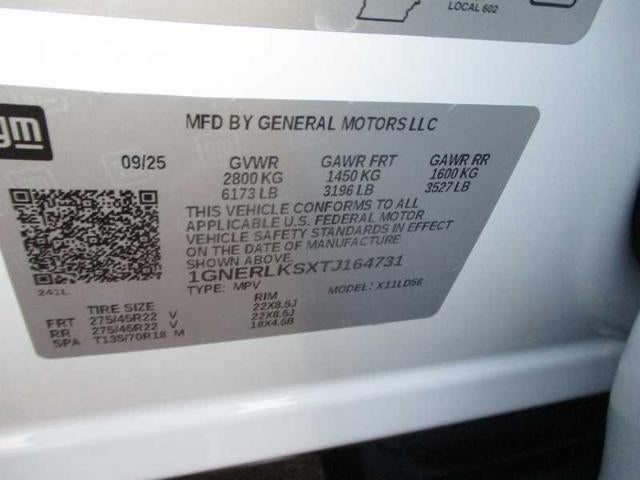 LOCAL 602
gm
MFD BY GENERAL MOTORS LLC
09/25 GVWR GAWR FRT GAWR RR
2800 KG 1450 KG 1600 KG
6173 LB 3196 LB 3527 LB
THIS VEHICLE CONFORMS TO ALL
APPLICABLE U.S. FEDERAL MOTOR
VEHICLE SAFETY STANDARDS IN EFFECT
ON THE DATE OF MANUFACTURE
SHOWN ABOVE.
1GNERLKSXTJ164731
TYPE: MPV MODEL: X11LD56
241L
TIRE SIZE RIM
FRT 275/45R22 V 22X8.5J
RR 275/45R22 V 22X8.5J
SPA T135/70R18 M 18X4.5B